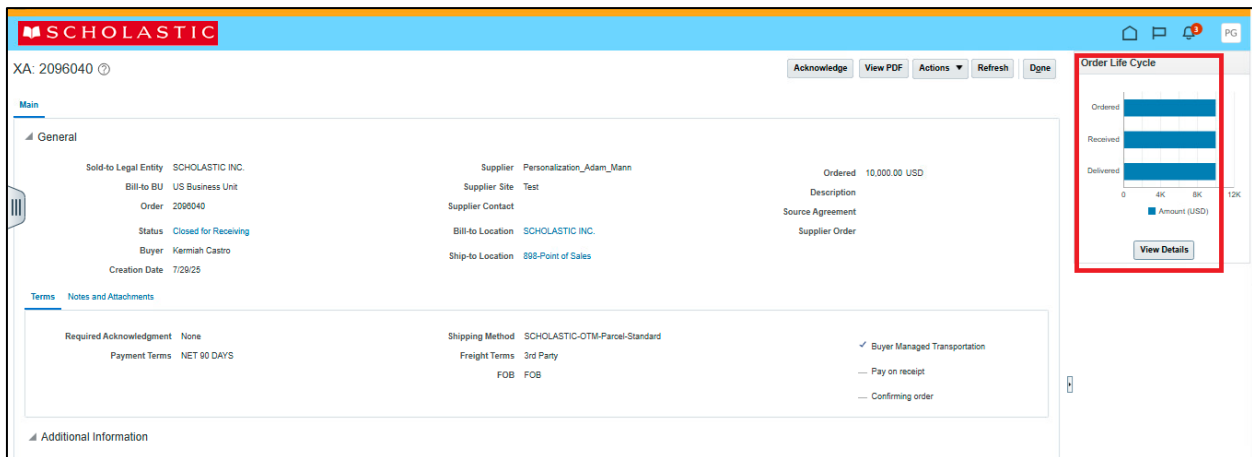 SCHOLASTIC
3
PG
XA: 2096040
Acknowledge View PDF Actions Refresh Done
Main
General
Sold-to Legal Entity SCHOLASTIC INC.
Bill-to BU US Business Unit
Order 2096040
Status Closed for Receiving
Buyer Kermiah Castro
Creation Date 7/29/25
Supplier Personalization_Adam_Mann
Supplier Site Test
Supplier Contact
Bill-to Location SCHOLASTIC INC.
Ship-to Location 898-Point of Sales
Ordered 10,000.00 USD
Description
Source Agreement
Supplier Order
Terms Notes and Attachments
Required Acknowledgment None
Payment Terms NET 90 DAYS
Shipping Method SCHOLASTIC-OTM-Parcel-Standard
Freight Terms 3rd Party
FOB FOB
Buyer Managed Transportation
Pay on receipt
Confirming order
Additional Information
Order Life Cycle
Ordered
Received
Delivered
0 4K 8K 12K
Amount (USD)
View Details